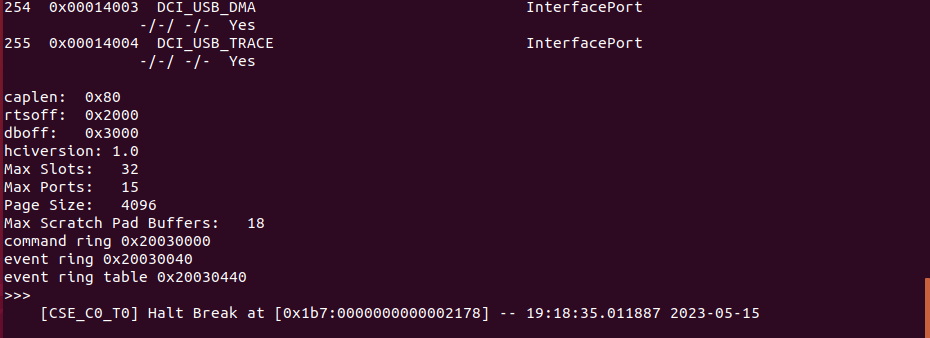 254  0x00014003  DCI_USB_DMA                              InterfacePort
               -/-/ -/-  Yes
255  0x00014004  DCI_USB_TRACE                            InterfacePort
               -/-/ -/-  Yes
caplen:  0x80
rtsoff:  0x2000
dboff:   0x3000
hciversion: 1.0
Max Slots:   32
Max Ports:   15
Page Size:   4096
Max Scratch Pad Buffers:   18
command ring 0x20030000
event ring 0x20030040
event ring table 0x20030440
>>>
    [CSE_C0_T0] Halt Break at [0x1b7:0000000000002178] -- 19:18:35.011887 2023-05-15